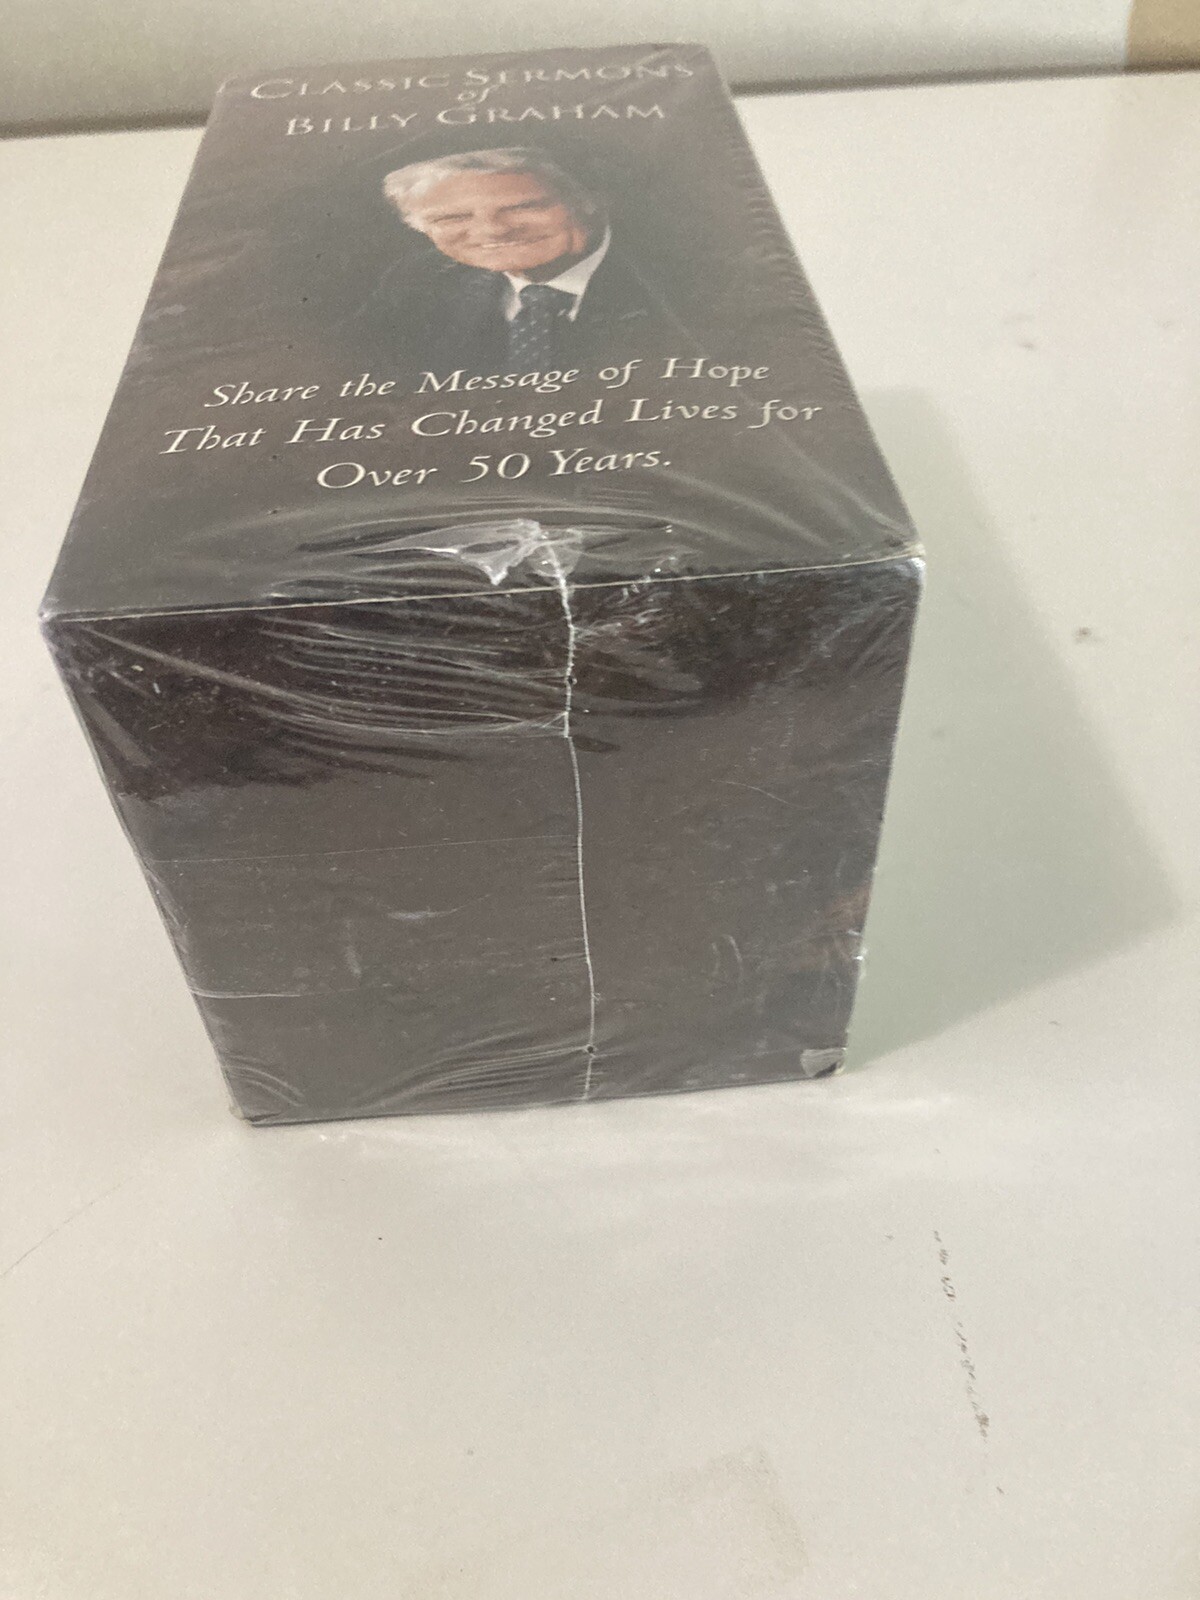 CLASSIC SERMONS
of
BILLY GRAHAM
Share the Message of Hope
That Has Changed Lives for
Over 50 Years.